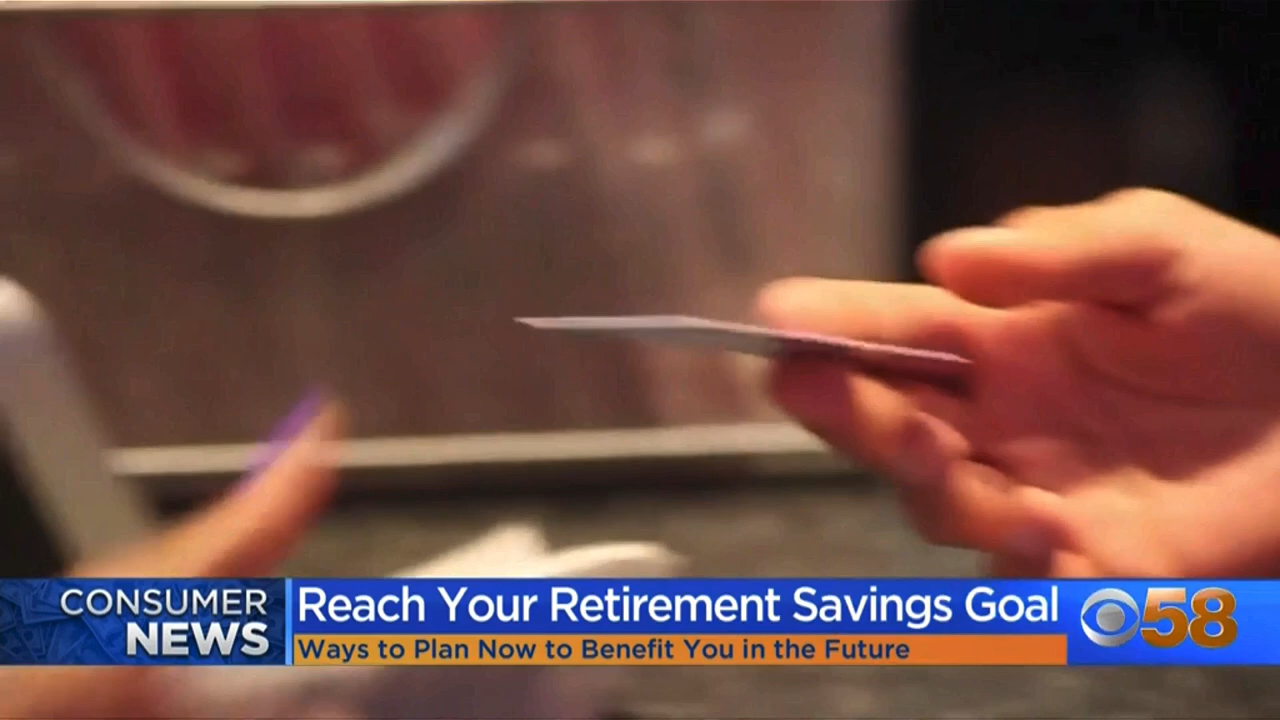 CONSUMER
NEWS
Reach Your Retirement Savings Goal
Ways to Plan Now to Benefit You in the Future
58